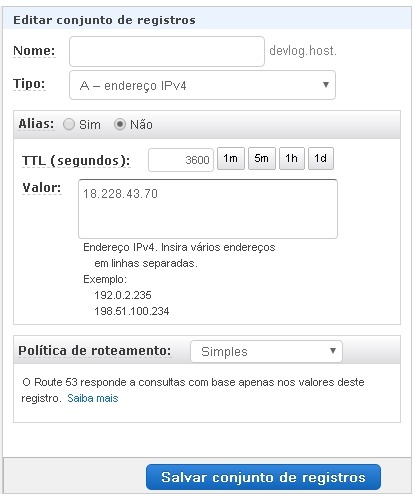 Editar conjunto de registros
Nome: devlog.host.
Tipo: A – endereço IPv4
Alias: Sim Não
TTL (segundos): 3600 1m 5m 1h 1d
Valor: 18.228.43.70
Endereço IPv4. Insira vários endereços
em linhas separadas.
Exemplo:
192.0.2.235
198.51.100.234
Política de roteamento: Simples
O Route 53 responde a consultas com base apenas nos valores deste
registro. Saiba mais
Salvar conjunto de registros